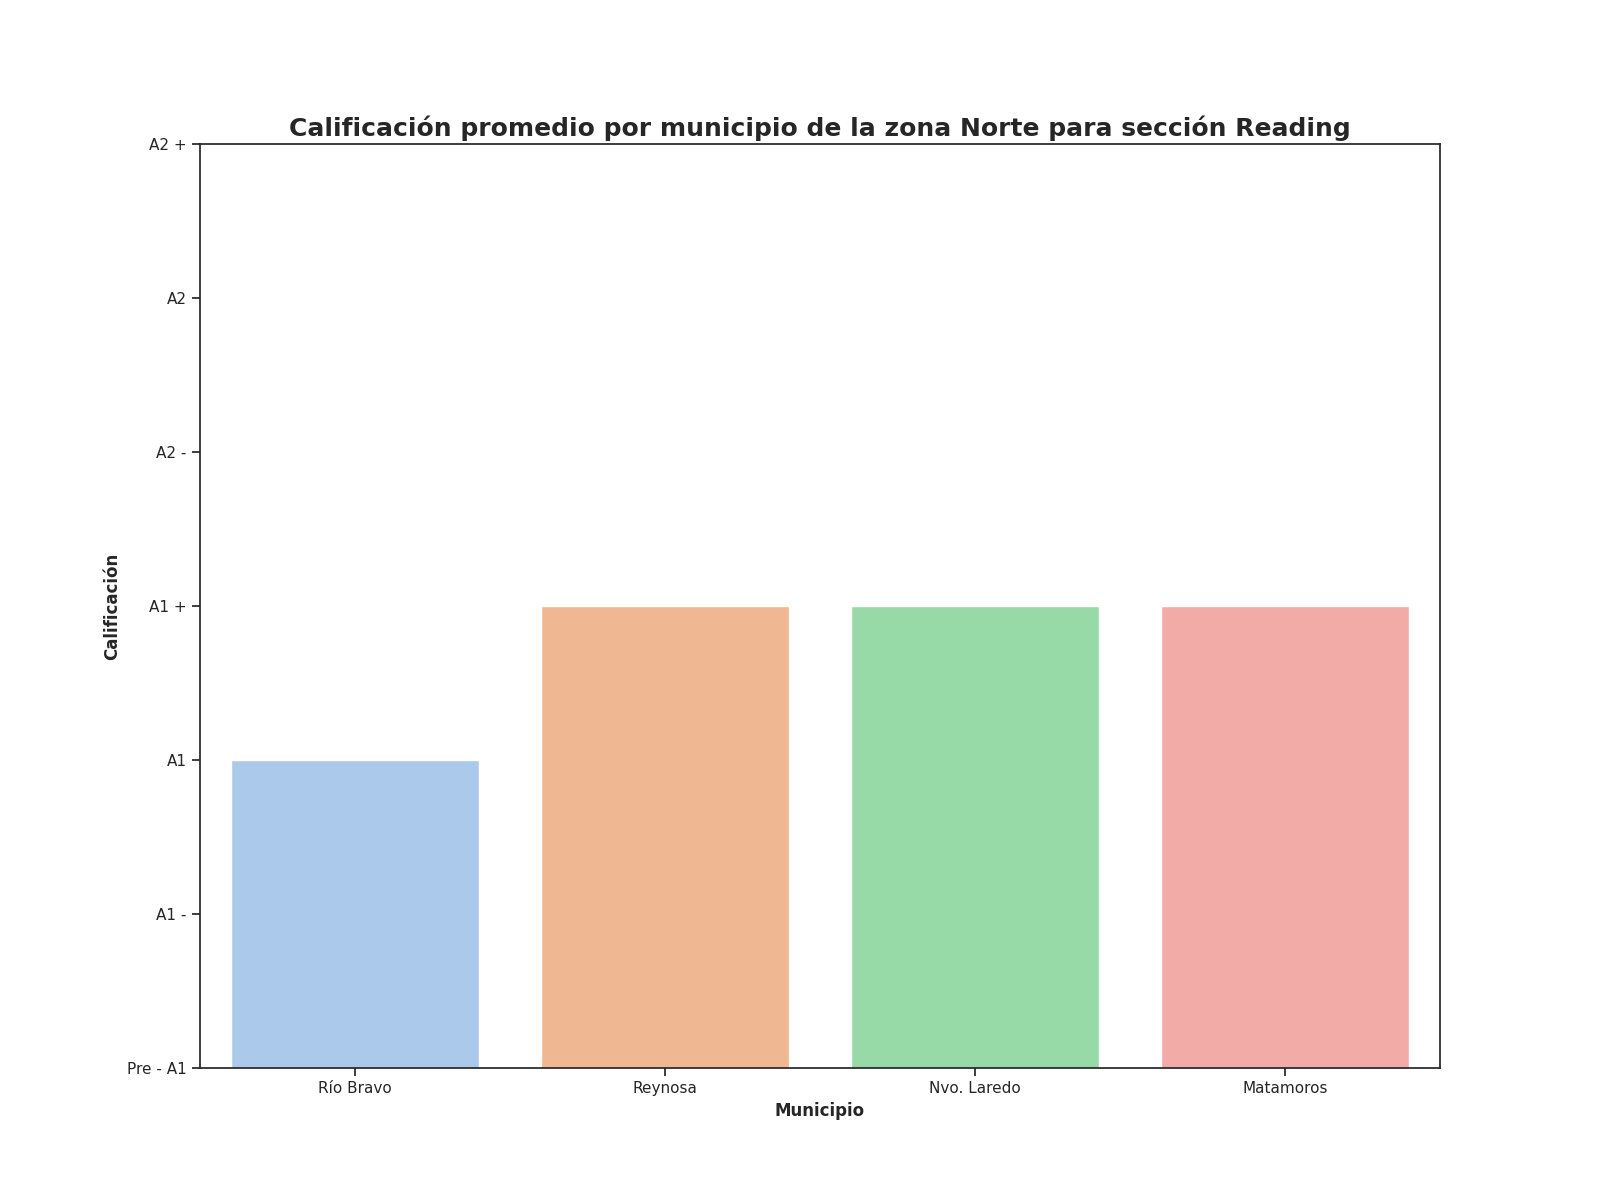 Calificación promedio por municipio de la zona Norte para sección Reading
A2 +
A2
A2 -
A1 +
A1
A1 -
Pre - A1
Calificación
Río Bravo
Reynosa
Nvo. Laredo
Matamoros
Municipio